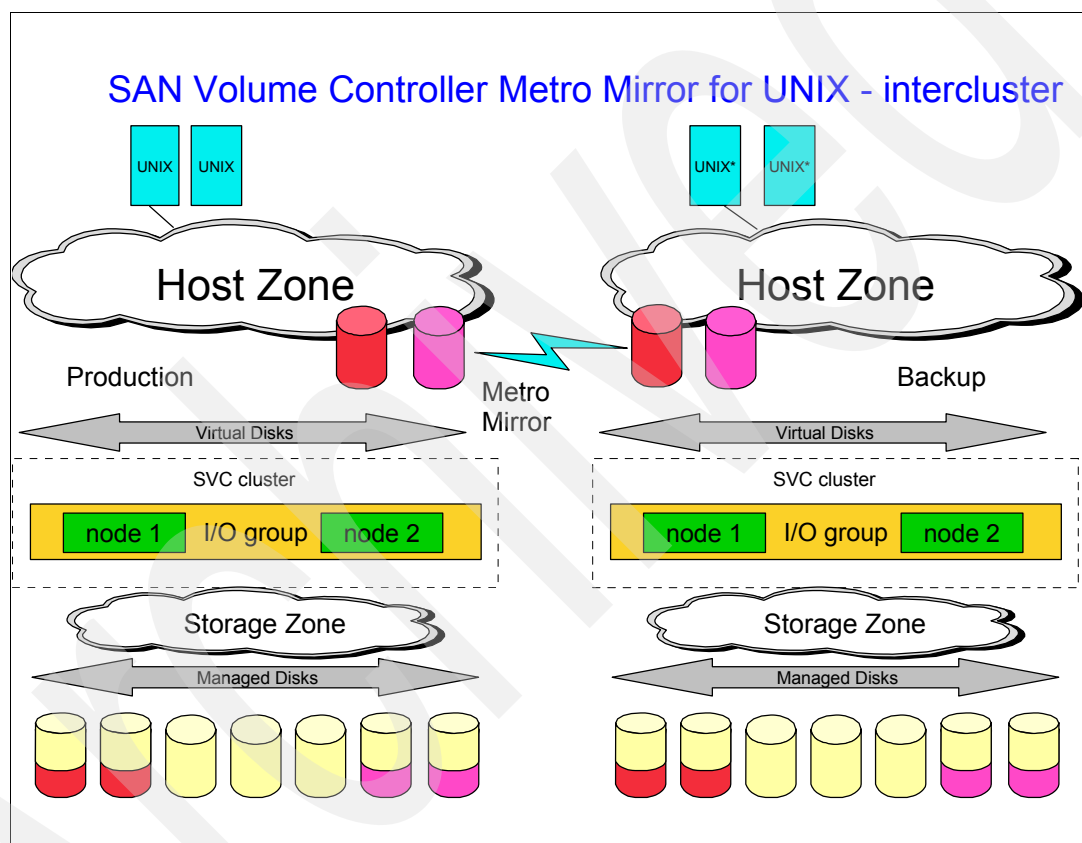 SAN Volume Controller Metro Mirror for UNIX - intercluster
UNIX UNIX
UNIX* UNIX*
Host Zone
Host Zone
Production
Metro
Mirror
Backup
Virtual Disks
Virtual Disks
SVC cluster
SVC cluster
node 1 I/O group node 2
node 1 I/O group node 2
Storage Zone
Storage Zone
Managed Disks
Managed Disks